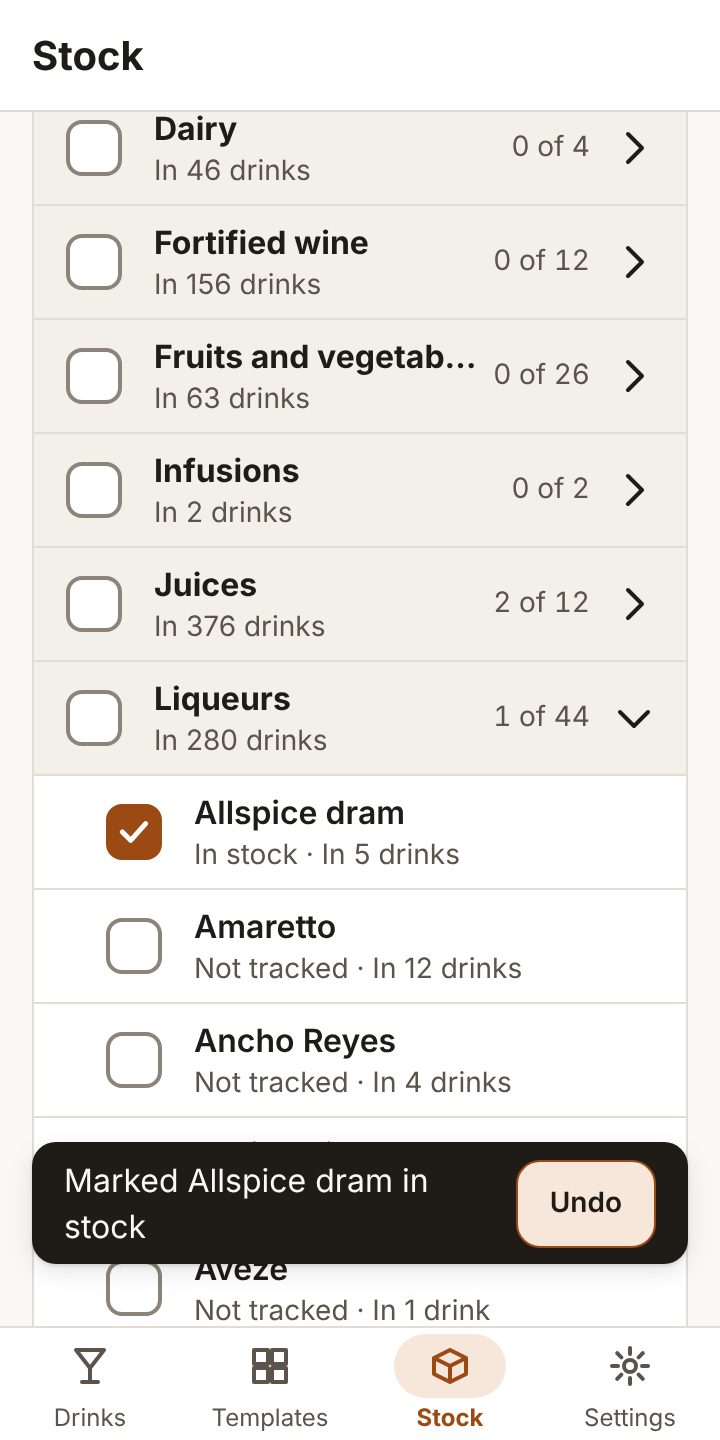 Stock
Dairy
In 46 drinks
0 of 4
Fortified wine
In 156 drinks
0 of 12
Fruits and vegetab…
In 63 drinks
0 of 26
Infusions
In 2 drinks
0 of 2
Juices
In 376 drinks
2 of 12
Liqueurs
In 280 drinks
1 of 44
Allspice dram
In stock · In 5 drinks
Amaretto
Not tracked · In 12 drinks
Ancho Reyes
Not tracked · In 4 drinks
Marked Allspice dram in
stock
Undo
Not tracked · In 1 drink
Drinks
Templates
Stock
Settings